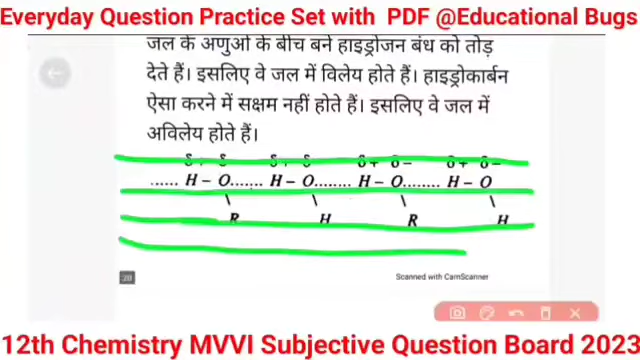 Everyday Question Practice Set with PDF @Educational Bugs
जल के अणुओं के बीच बने हाइड्रोजन बंध को तोड़
देते हैं। इसलिए वे जल में विलेय होते हैं। हाइड्रोकार्बन
ऐसा करने में सक्षम नहीं होते हैं। इसलिए वे जल में
अविलेय होते हैं।
δ+ δ- δ+ δ- δ+ δ- δ+ δ-
...... H – O....... H – O........ H – O........ H – O
\ \ \ \
R H R H
28
Scanned with CamScanner
12th Chemistry MVVI Subjective Question Board 2023